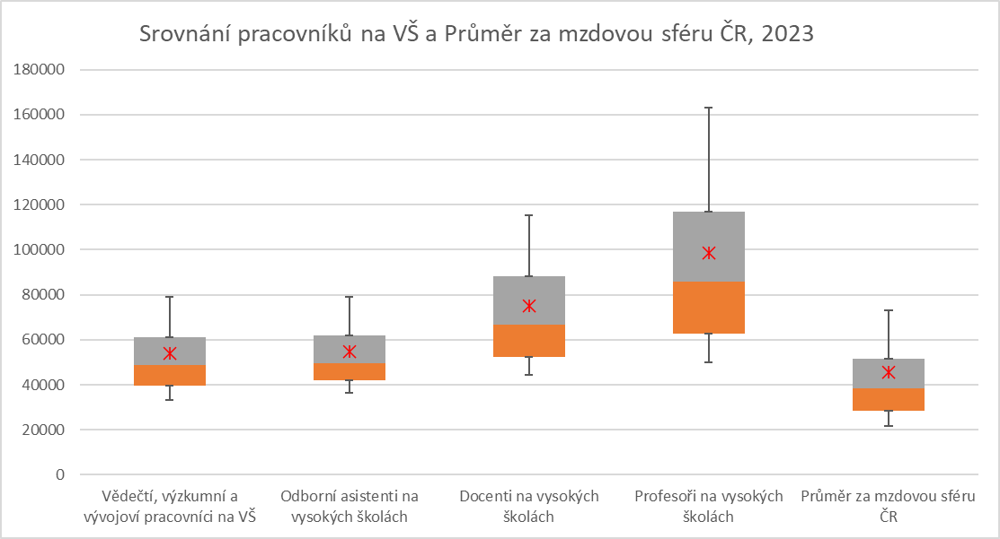 Srovnání pracovníků na VŠ a Průměr za mzdovou sféru ČR, 2023
180000
160000
140000
120000
100000
80000
60000
40000
20000
0
Vědečtí, výzkumní a
vývojoví pracovníci na VŠ
Odborní asistenti na
vysokých školách
Docenti na vysokých
školách
Profesoři na vysokých
školách
Průměr za mzdovou sféru
ČR